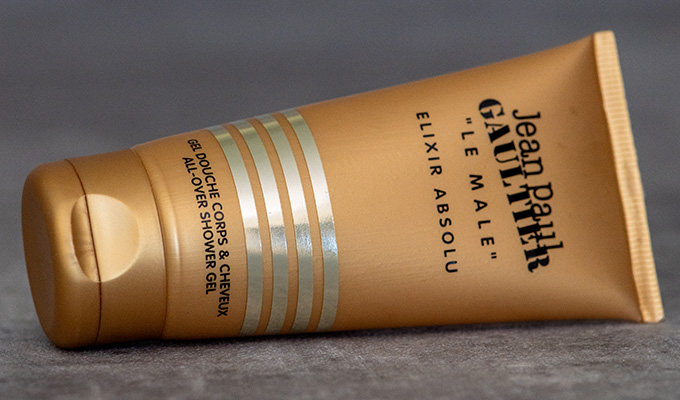 Jean Paul
GAULTIER
"LE MALE"
ELIXIR ABSOLU
GEL DOUCHE CORPS & CHEVEUX
ALL-OVER SHOWER GEL